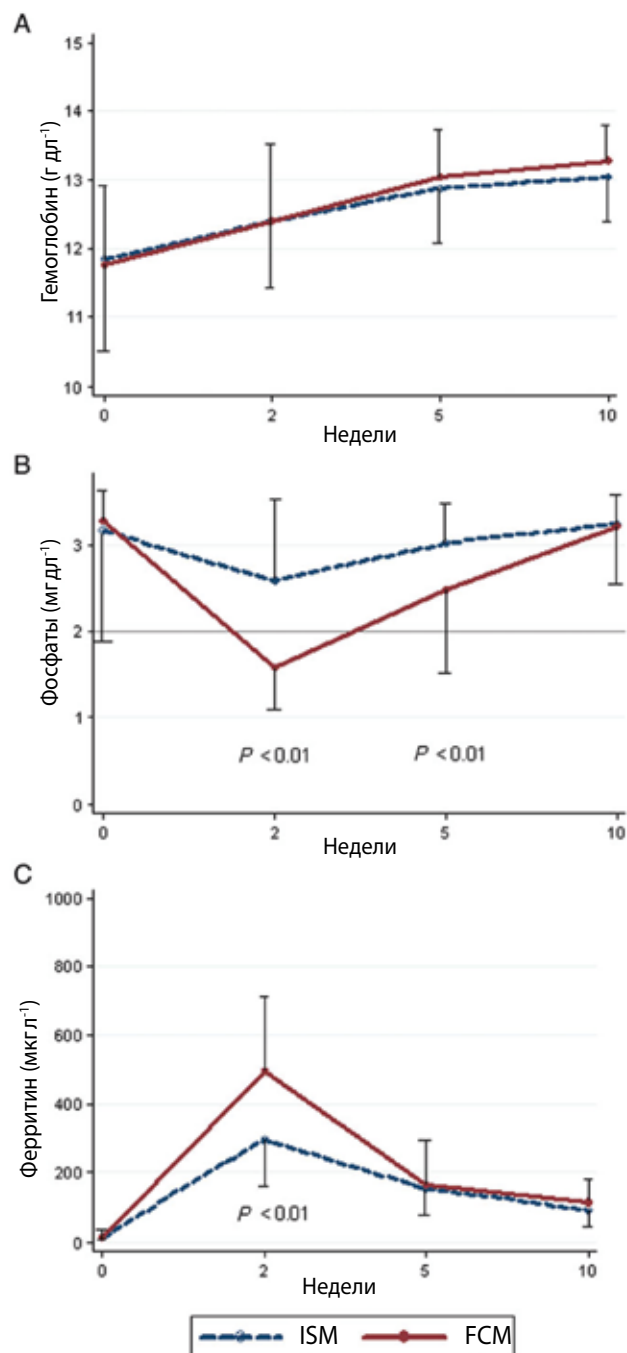 A
15
14
13
12
11
10
Гемоглобин (г дл⁻¹)
0 2 5 10
Недели
B
3
2
1
0
Фосфаты (мг дл⁻¹)
P <0.01 P <0.01
0 2 5 10
Недели
C
1000
800
600
400
200
0
Ферритин (мкгл⁻¹)
P <0.01
0 2 5 10
Недели
ISM FCM